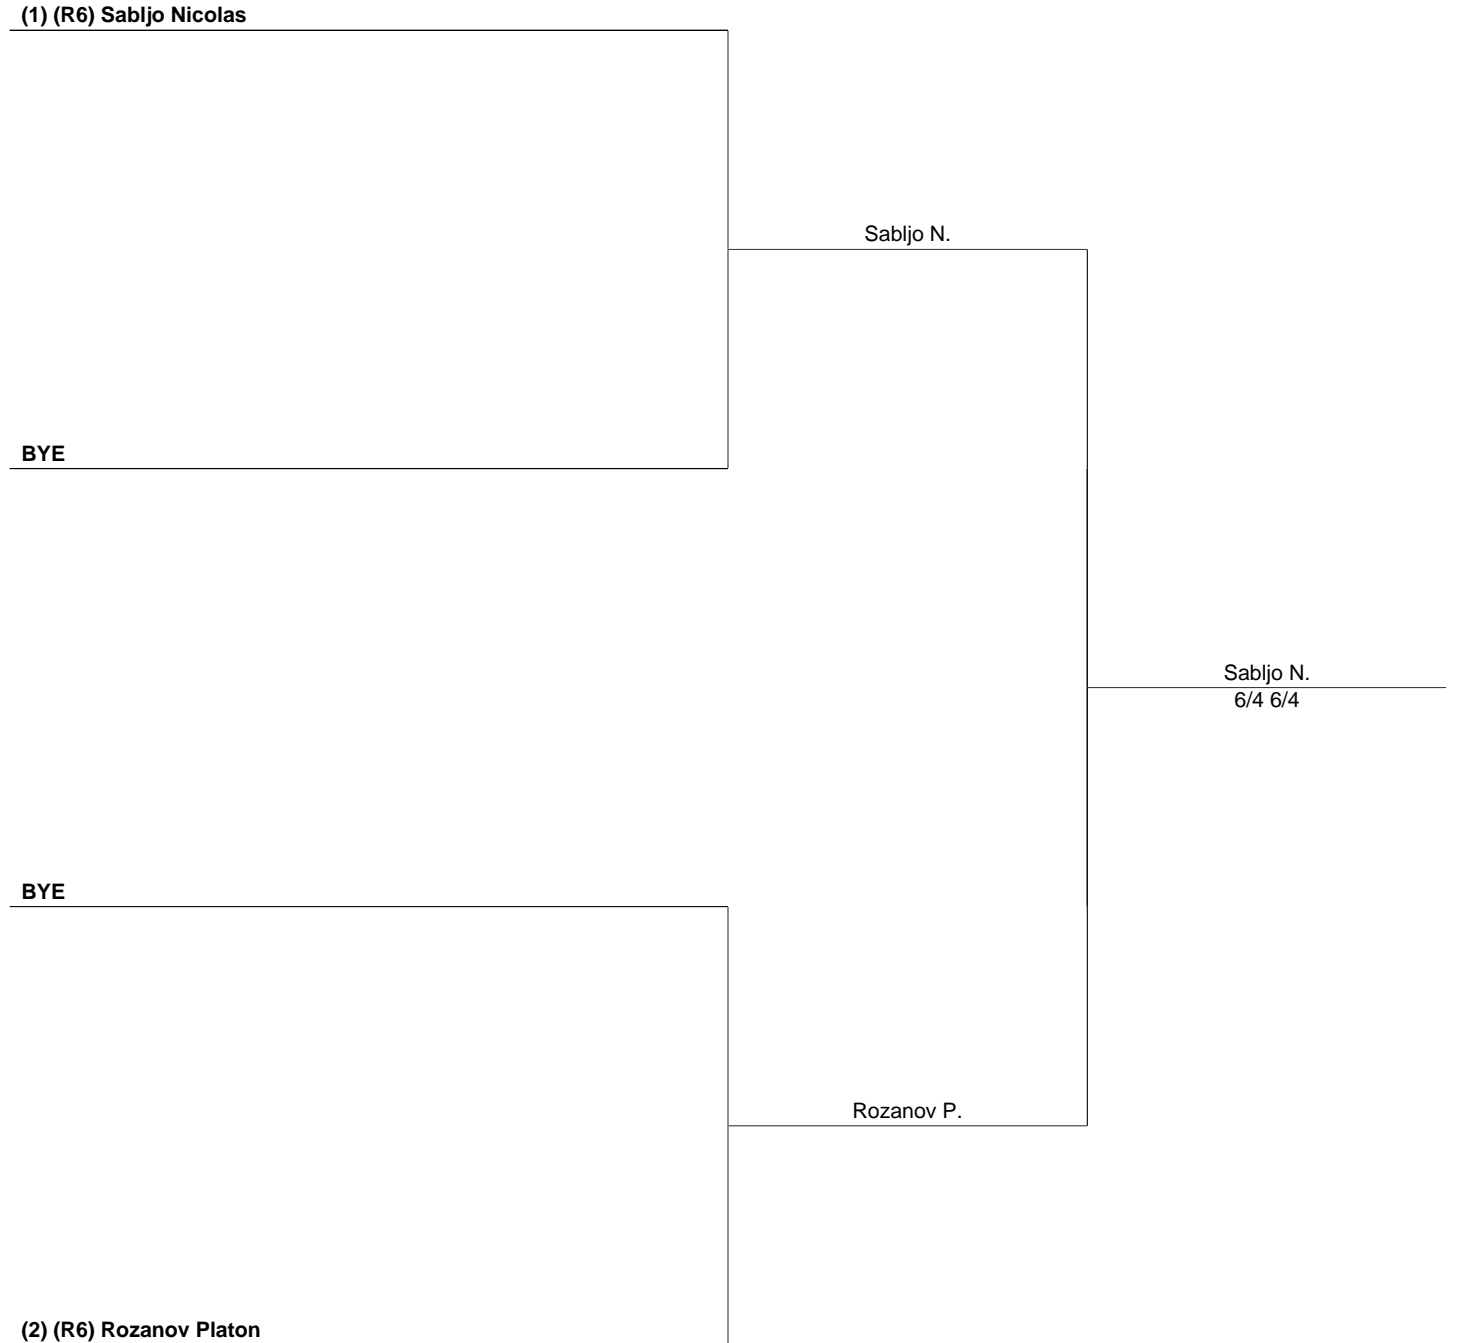 (1) (R6) Sabljo Nicolas
Sabljo N.
BYE
Sabljo N.
6/4 6/4
BYE
Rozanov P.
(2) (R6) Rozanov Platon